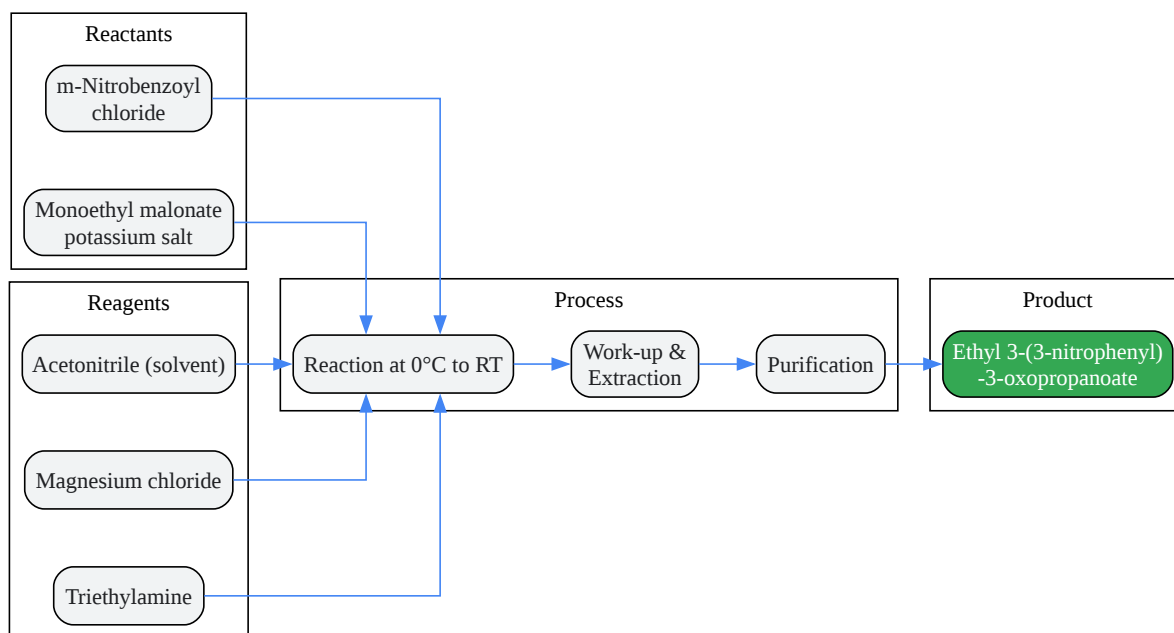 Reactants
m-Nitrobenzoyl
chloride
Monoethyl malonate
potassium salt
Reagents
Acetonitrile (solvent)
Magnesium chloride
Triethylamine
Process
Reaction at 0°C to RT
Work-up &
Extraction
Purification
Product
Ethyl 3-(3-nitrophenyl)
-3-oxopropanoate